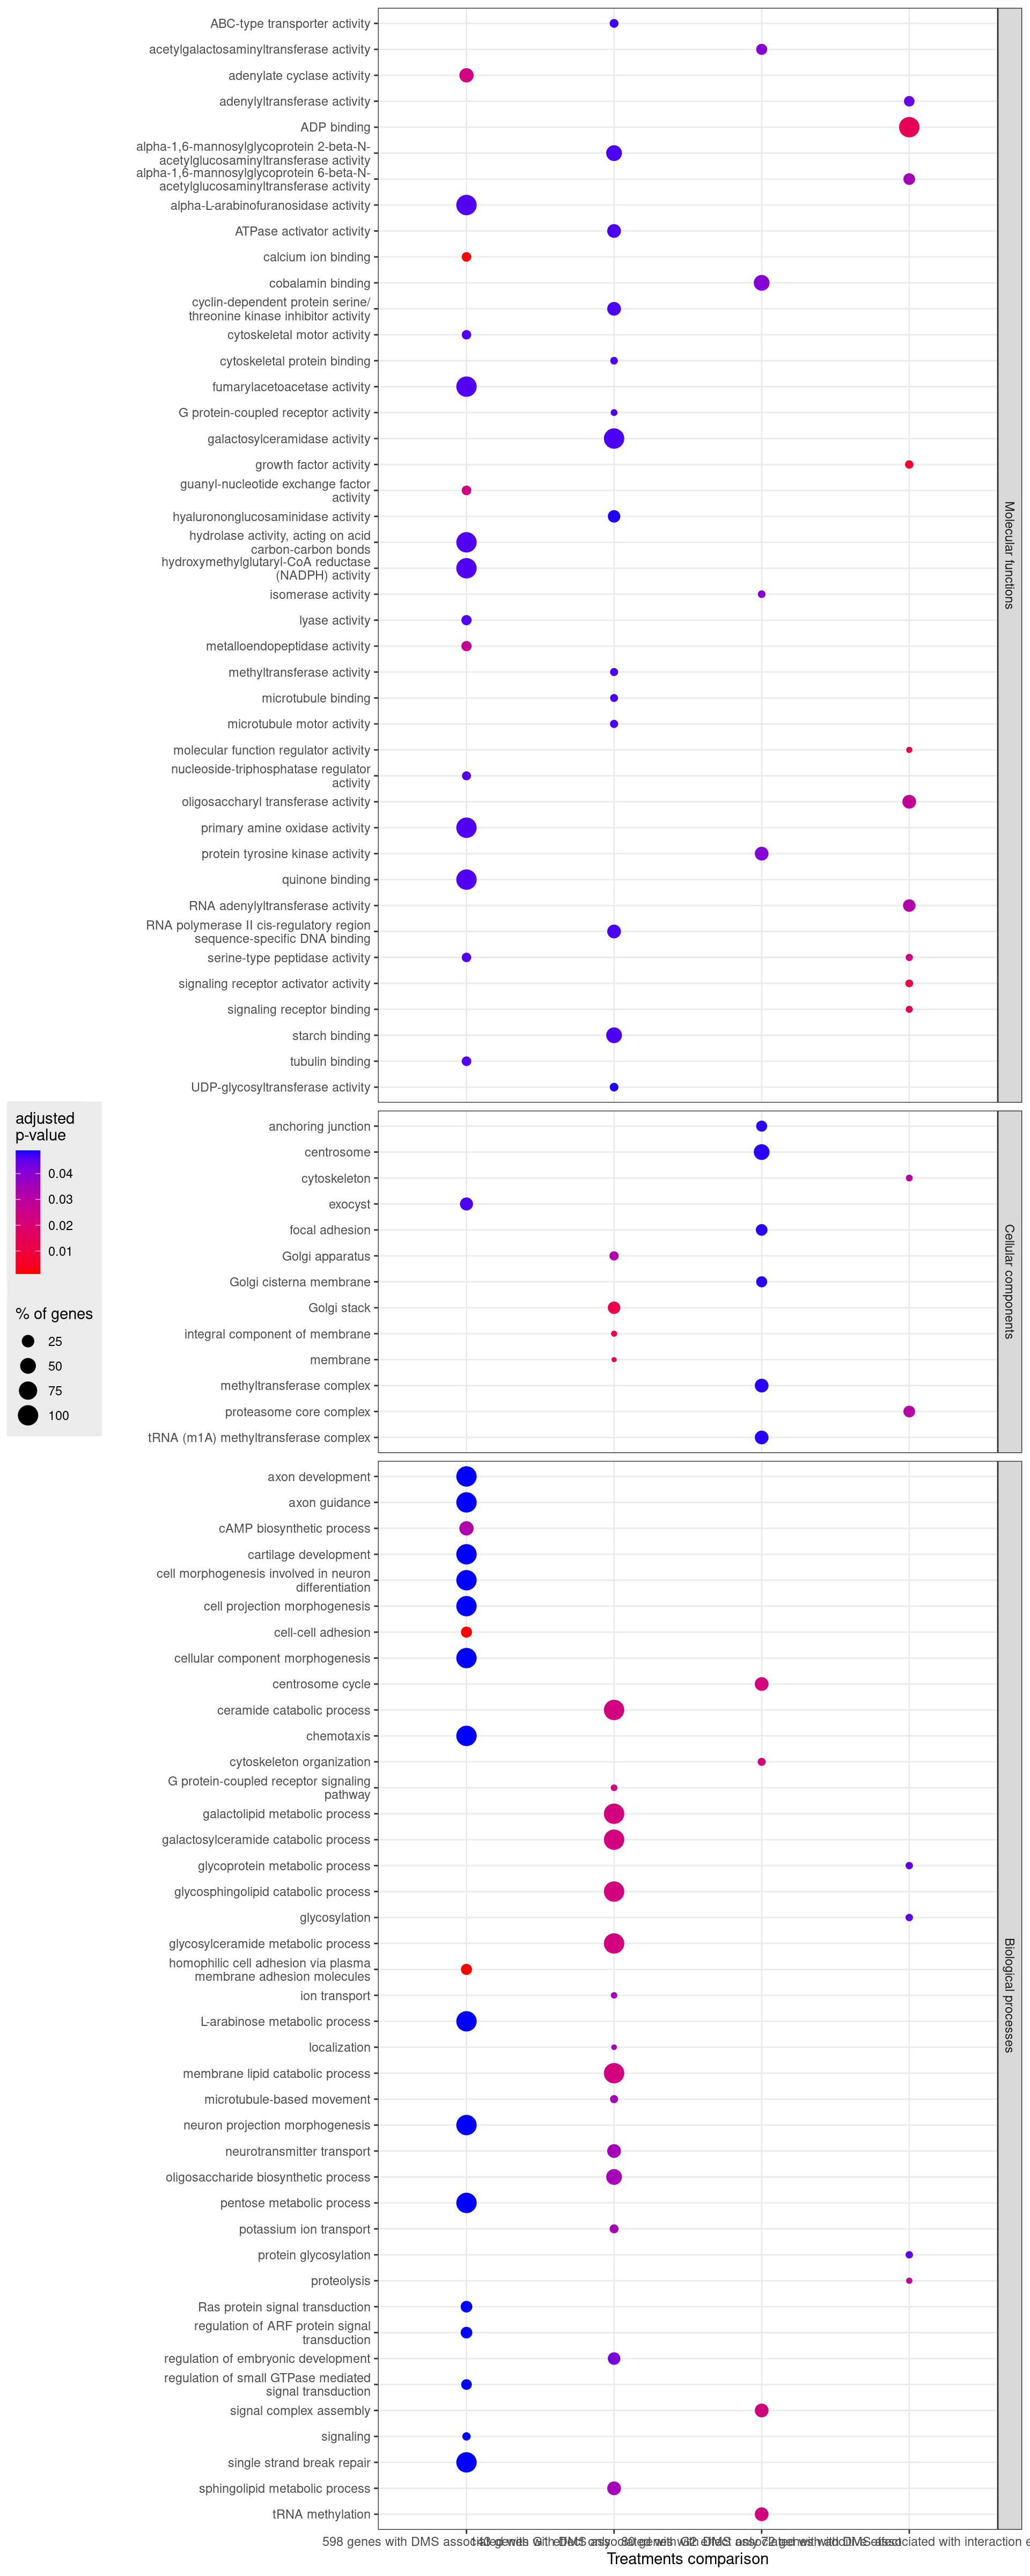 ABC-type transporter activity
acetylgalactosaminyltransferase activity
adenylate cyclase activity
adenylyltransferase activity
ADP binding
alpha-1,6-mannosylglycoprotein 2-beta-N-
acetylglucosaminyltransferase activity
alpha-1,6-mannosylglycoprotein 6-beta-N-
acetylglucosaminyltransferase activity
alpha-L-arabinofuranosidase activity
ATPase activator activity
calcium ion binding
cobalamin binding
cyclin-dependent protein serine/
threonine kinase inhibitor activity
cytoskeletal motor activity
cytoskeletal protein binding
fumarylacetoacetase activity
G protein-coupled receptor activity
galactosylceramidase activity
growth factor activity
guanyl-nucleotide exchange factor
activity
hyalurononglucosaminidase activity
hydrolase activity, acting on acid
carbon-carbon bonds
hydroxymethylglutaryl-CoA reductase
(NADPH) activity
isomerase activity
lyase activity
metalloendopeptidase activity
methyltransferase activity
microtubule binding
microtubule motor activity
molecular function regulator activity
nucleoside-triphosphatase regulator
activity
oligosaccharyl transferase activity
primary amine oxidase activity
protein tyrosine kinase activity
quinone binding
RNA adenylyltransferase activity
RNA polymerase II cis-regulatory region
sequence-specific DNA binding
serine-type peptidase activity
signaling receptor activator activity
signaling receptor binding
starch binding
tubulin binding
UDP-glycosyltransferase activity
Molecular functions
anchoring junction
centrosome
cytoskeleton
exocyst
focal adhesion
Golgi apparatus
Golgi cisterna membrane
Golgi stack
integral component of membrane
membrane
methyltransferase complex
proteasome core complex
tRNA (m1A) methyltransferase complex
Cellular components
adjusted
p-value
0.04
0.03
0.02
0.01
% of genes
25
50
75
100
axon development
axon guidance
cAMP biosynthetic process
cartilage development
cell morphogenesis involved in neuron
differentiation
cell projection morphogenesis
cell-cell adhesion
cellular component morphogenesis
centrosome cycle
ceramide catabolic process
chemotaxis
cytoskeleton organization
G protein-coupled receptor signaling
pathway
galactolipid metabolic process
galactosylceramide catabolic process
glycoprotein metabolic process
glycosphingolipid catabolic process
glycosylation
glycosylceramide metabolic process
homophilic cell adhesion via plasma
membrane adhesion molecules
ion transport
L-arabinose metabolic process
localization
membrane lipid catabolic process
microtubule-based movement
neuron projection morphogenesis
neurotransmitter transport
oligosaccharide biosynthetic process
pentose metabolic process
potassium ion transport
protein glycosylation
proteolysis
Ras protein signal transduction
regulation of ARF protein signal
transduction
regulation of embryonic development
regulation of small GTPase mediated
signal transduction
signal complex assembly
signaling
single strand break repair
sphingolipid metabolic process
tRNA methylation
Biological processes
598 genes with DMS associated with interaction
Treatments comparison